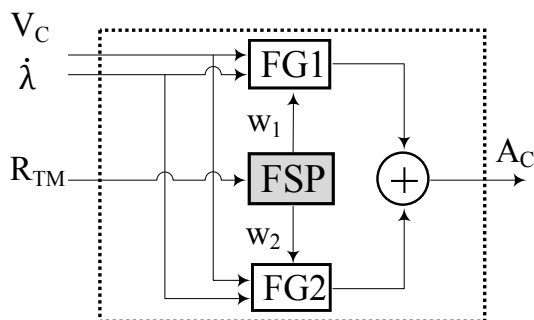 V_C
λ̇
FG1
w_1
R_TM
FSP
+
A_C
w_2
FG2